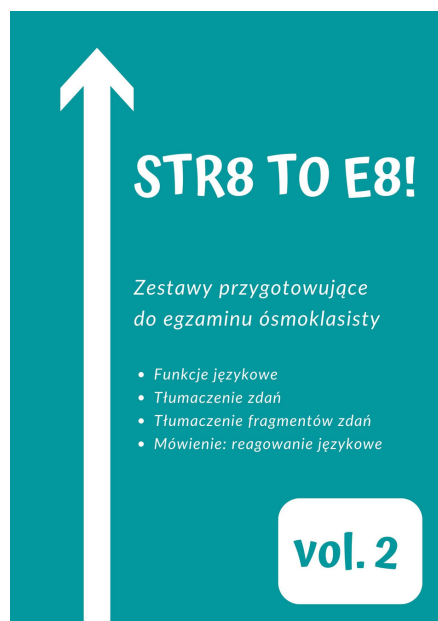 STR8 TO E8!
Zestawy przygotowujące
do egzaminu ósmoklasisty
• Funkcje językowe
• Tłumaczenie zdań
• Tłumaczenie fragmentów zdań
• Mówienie: reagowanie językowe
vol. 2